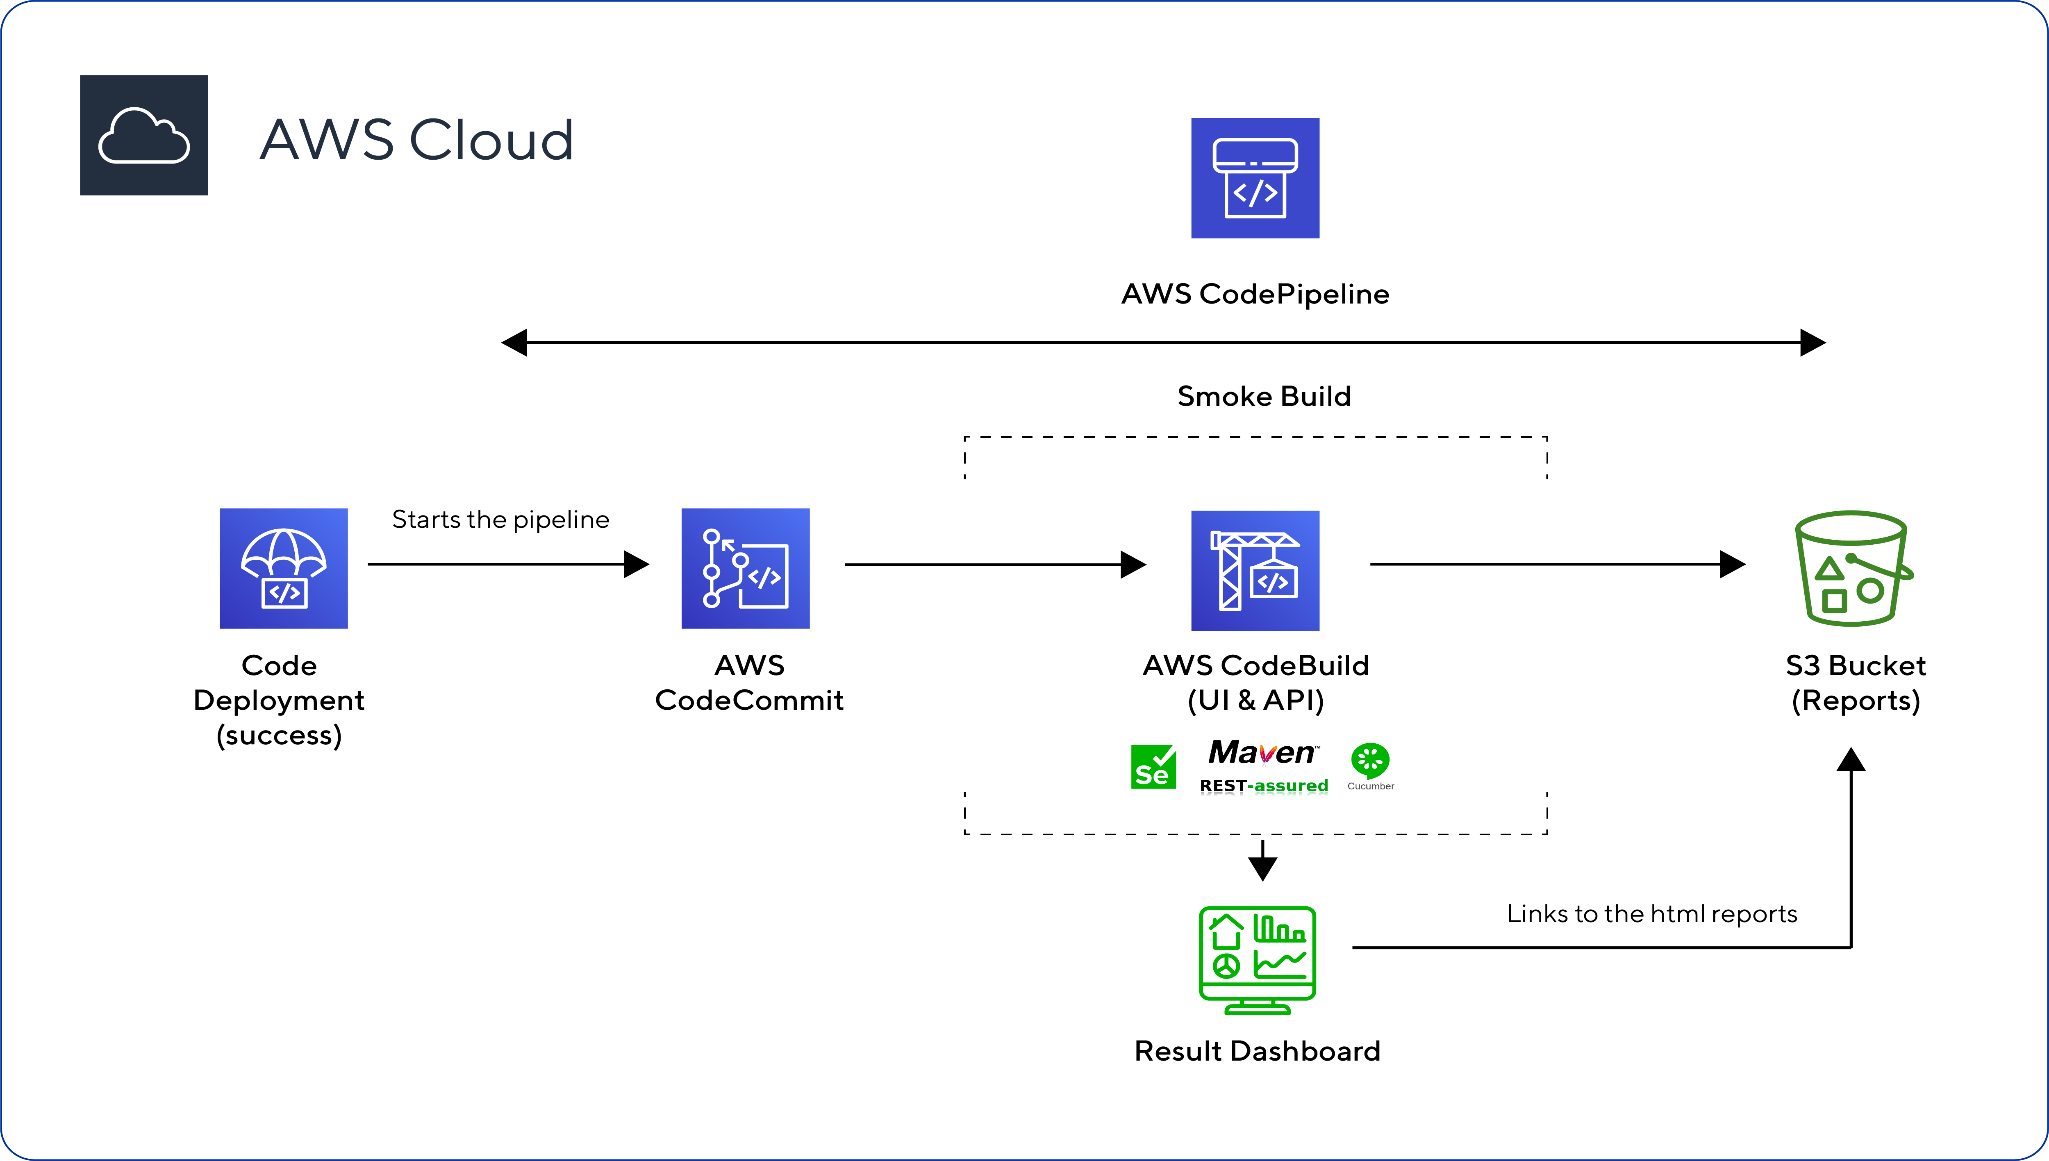 AWS Cloud
AWS CodePipeline
Smoke Build
Starts the pipeline
Code
Deployment
(success)
AWS
CodeCommit
AWS CodeBuild
(UI & API)
Se
Maven™
REST-assured
Cucumber
S3 Bucket
(Reports)
Links to the html reports
Result Dashboard